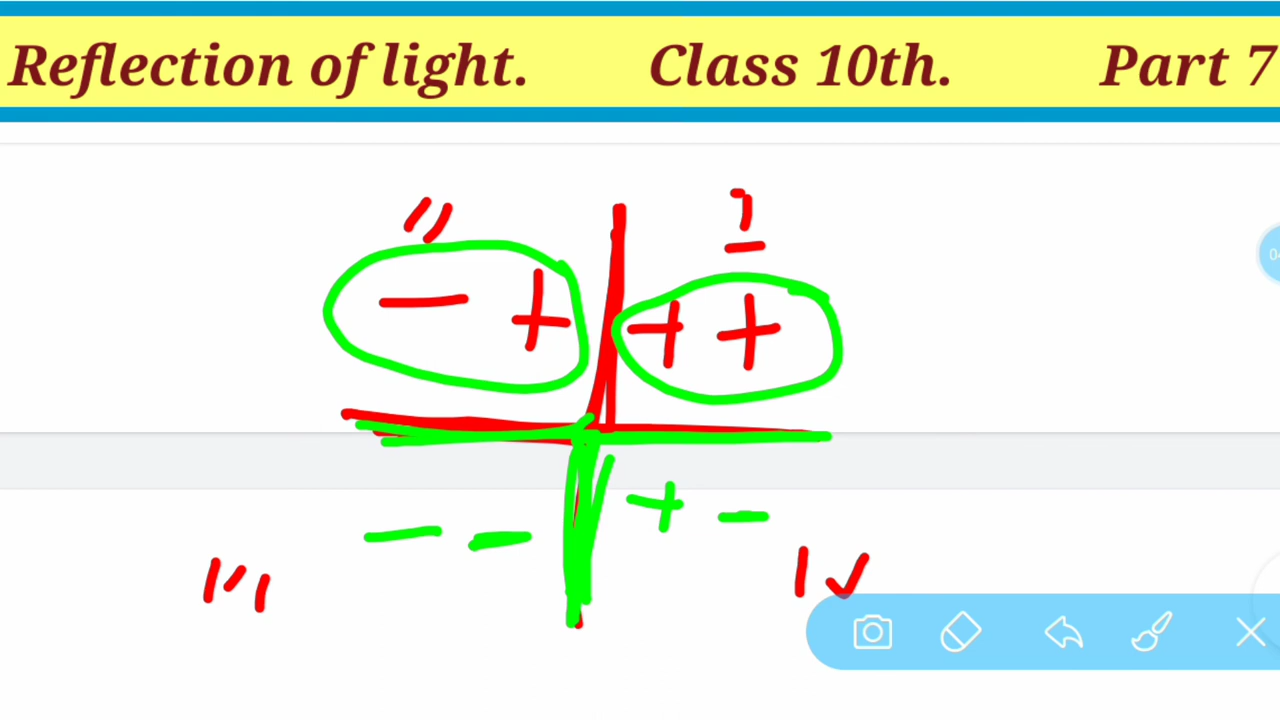 Reflection of light. Class 10th. Part 7
II I
- + + +
- - + -
III IV